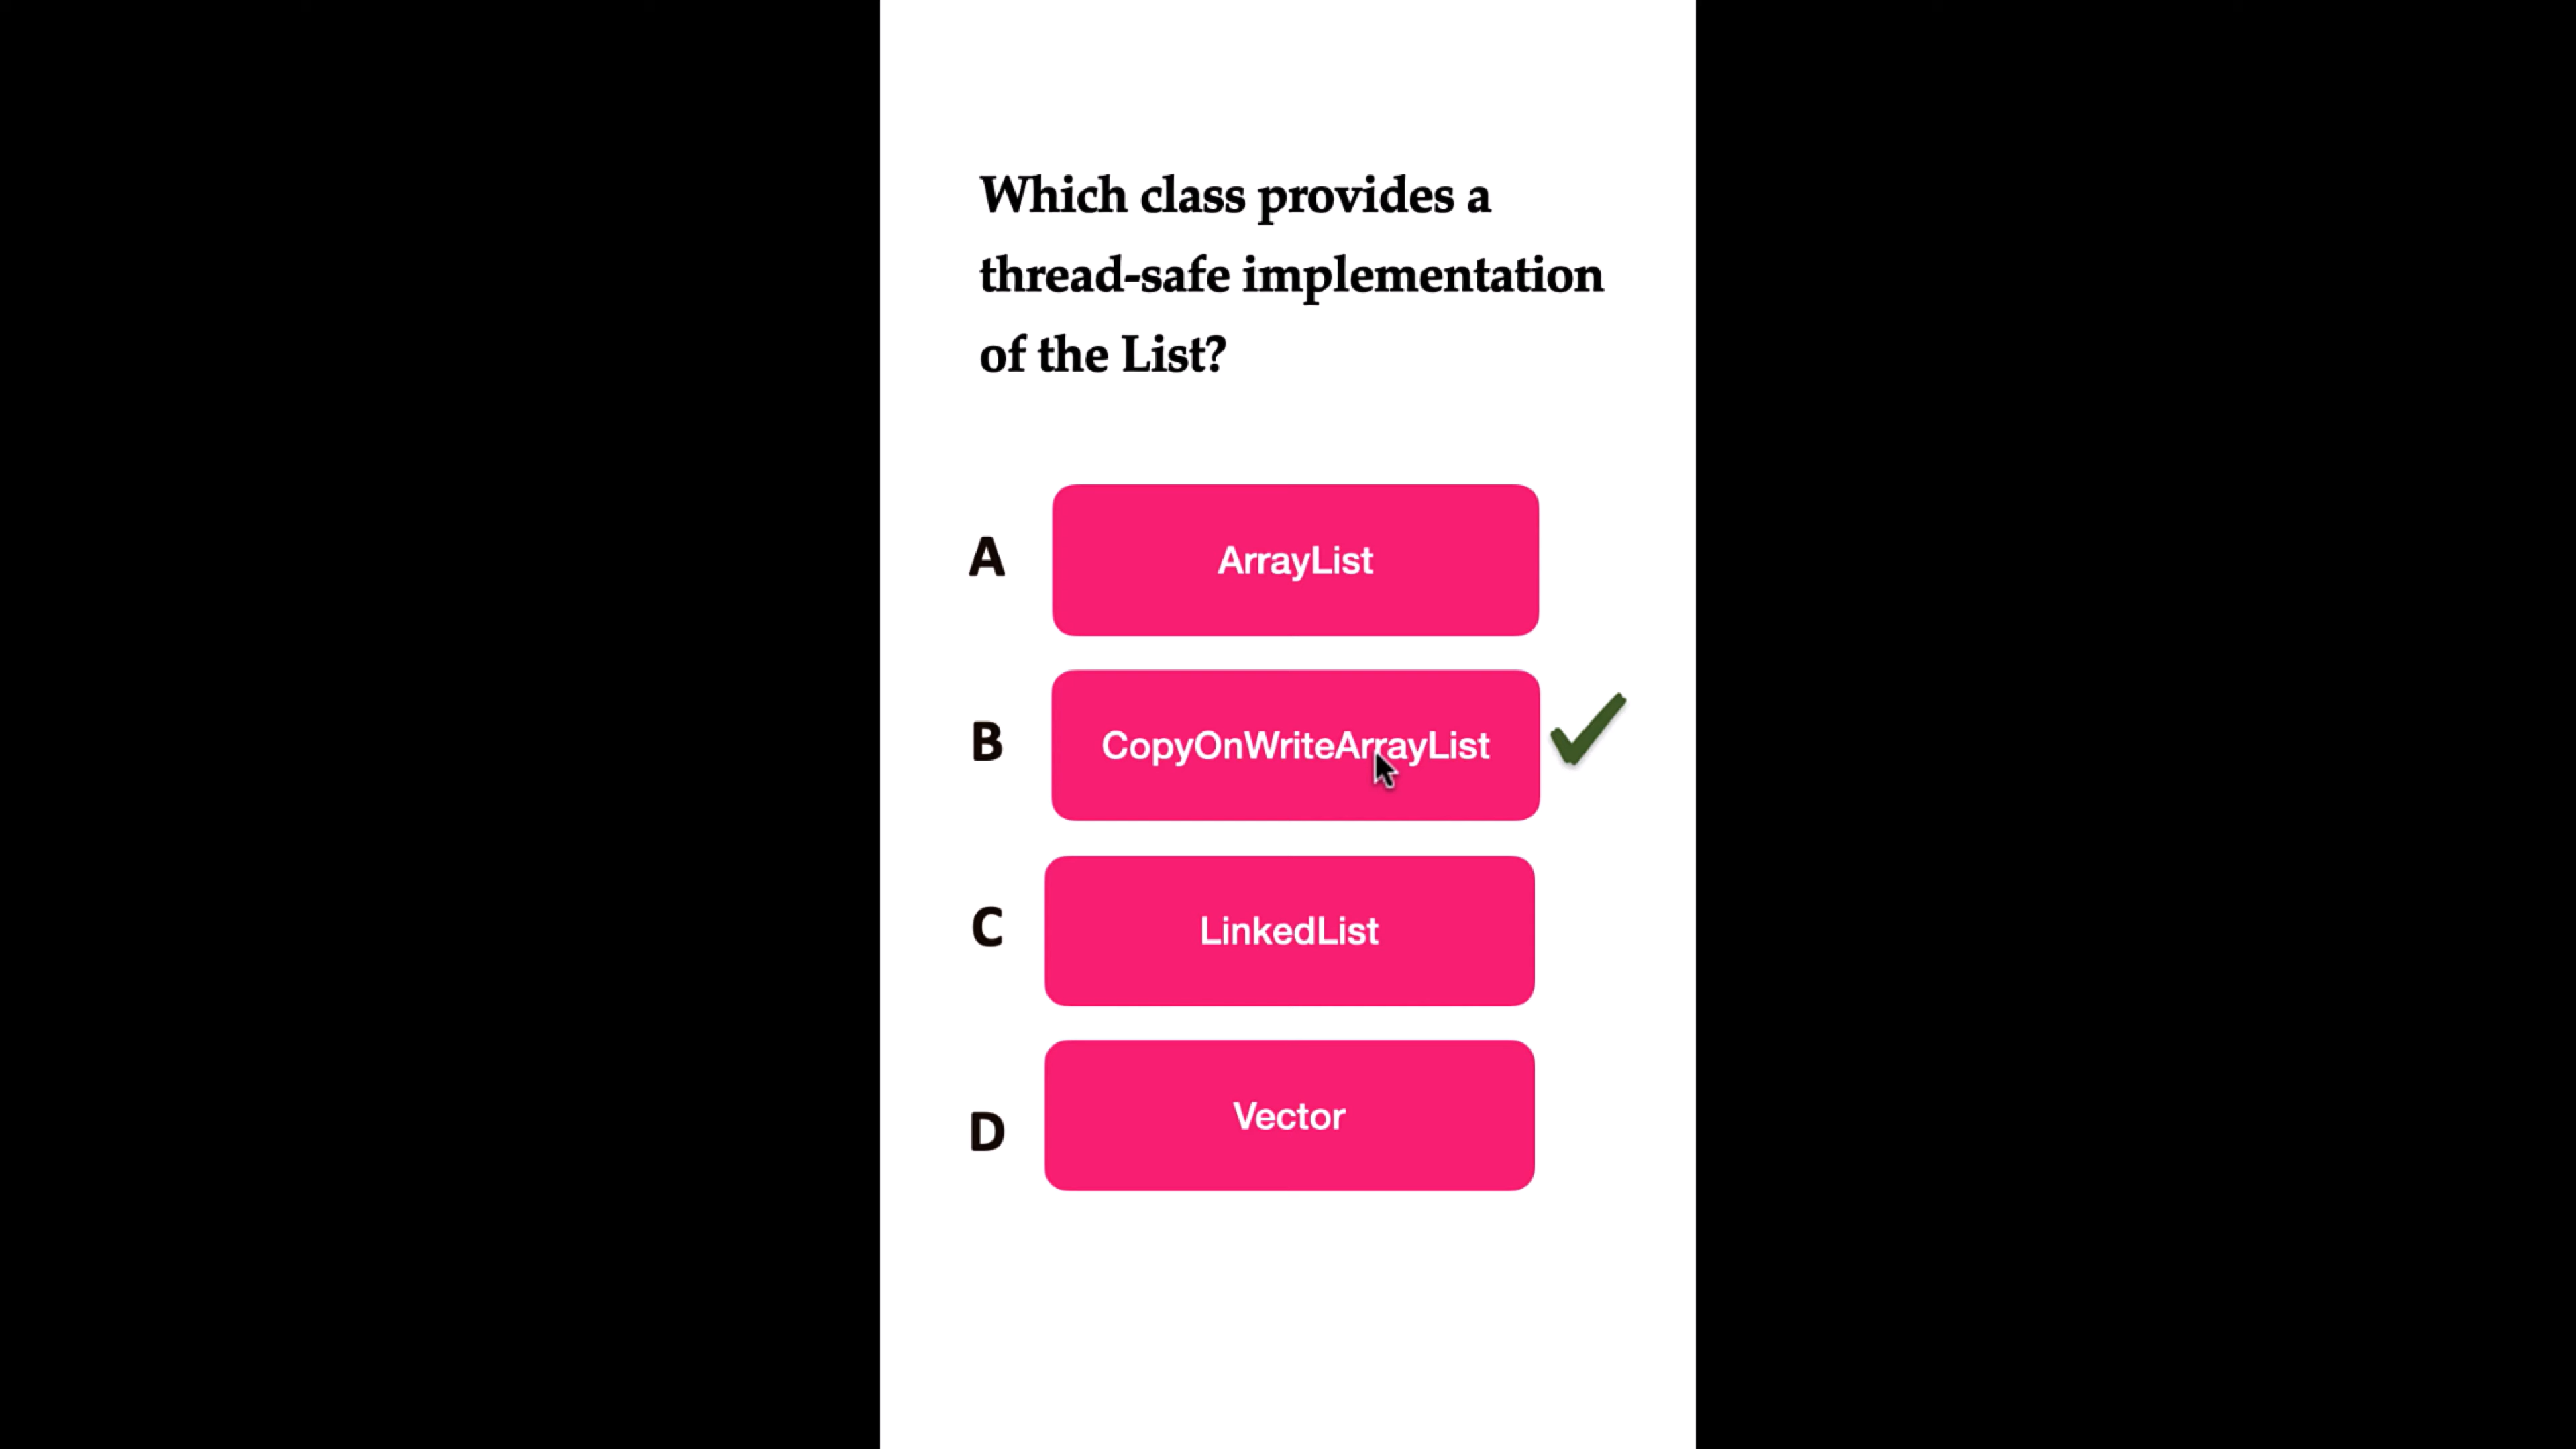 Which class provides a
thread-safe implementation
of the List?
A
ArrayList
B
CopyOnWriteArrayList
C
LinkedList
D
Vector